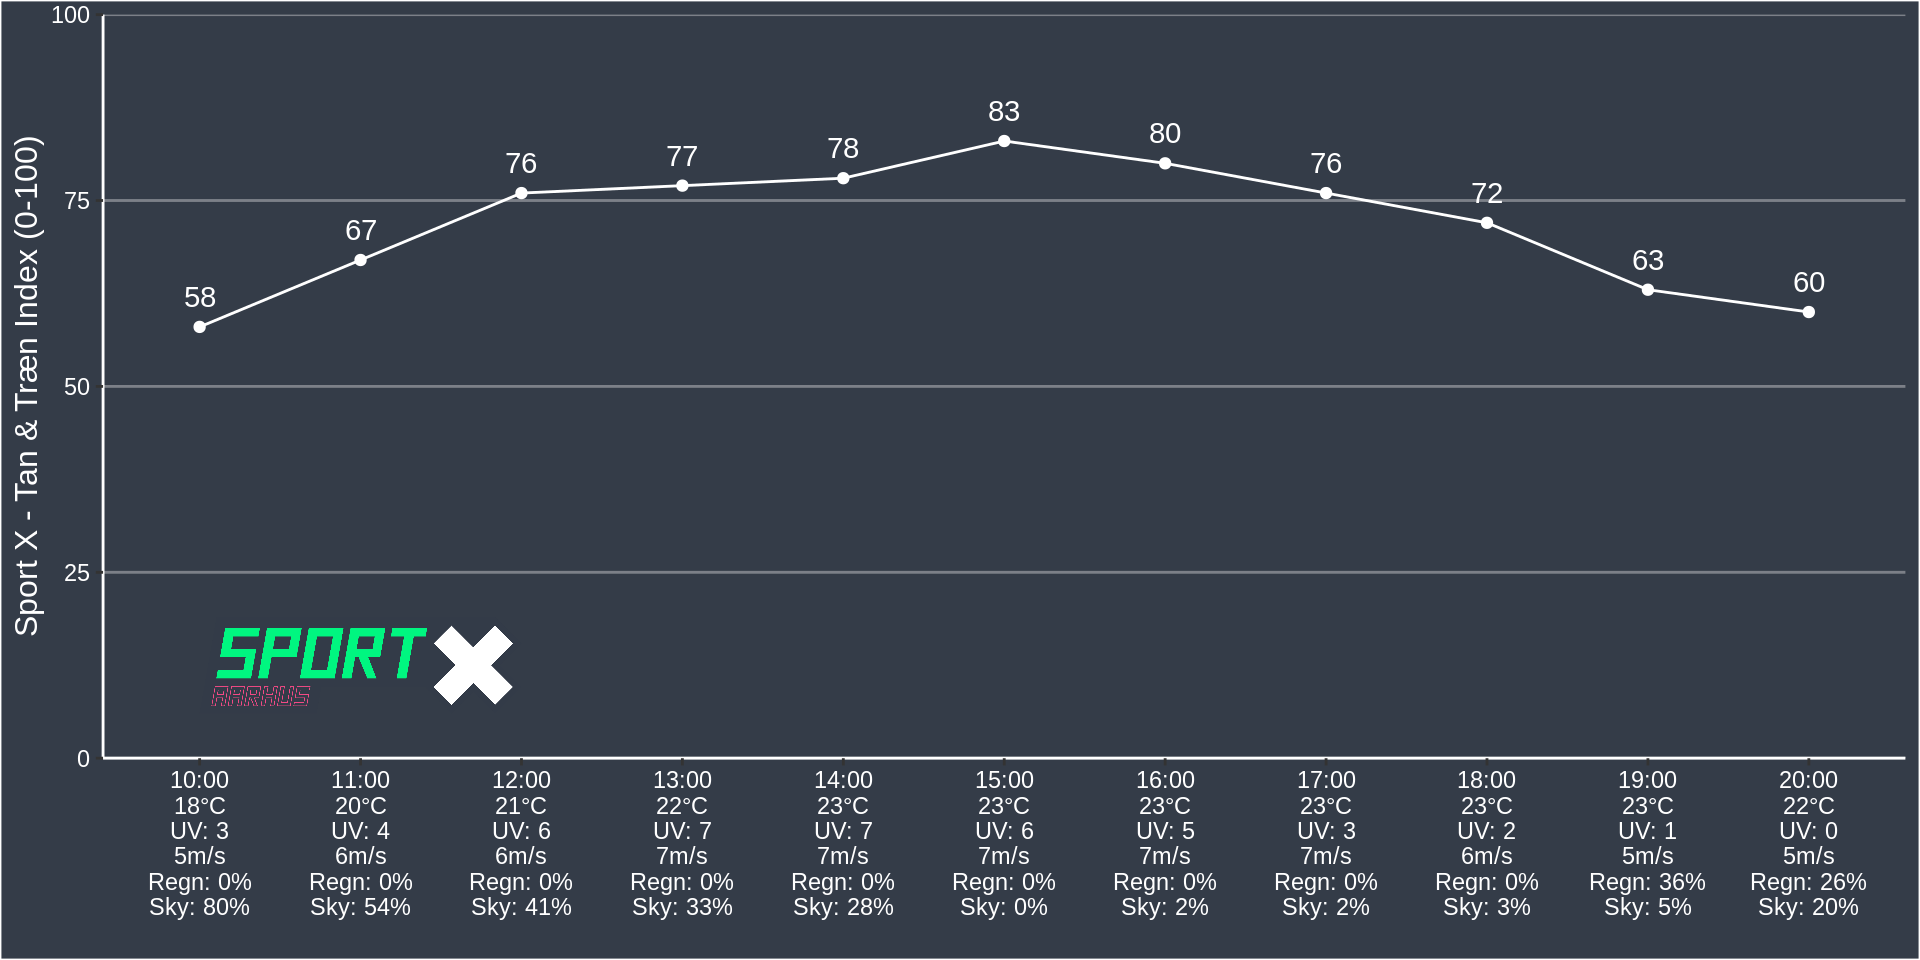 Sport X - Tan & Træn Index (0-100)
100
75
50
25
0
58
67
76
77
78
83
80
76
72
63
60
SPORT X
AARHUS
10:00 11:00 12:00 13:00 14:00 15:00 16:00 17:00 18:00 19:00 20:00
18°C 20°C 21°C 22°C 23°C 23°C 23°C 23°C 23°C 23°C 22°C
UV: 3 UV: 4 UV: 6 UV: 7 UV: 7 UV: 6 UV: 5 UV: 3 UV: 2 UV: 1 UV: 0
5m/s 6m/s 6m/s 7m/s 7m/s 7m/s 7m/s 7m/s 6m/s 5m/s 5m/s
Regn: 0% Regn: 0% Regn: 0% Regn: 0% Regn: 0% Regn: 0% Regn: 0% Regn: 0% Regn: 0% Regn: 36% Regn: 26%
Sky: 80% Sky: 54% Sky: 41% Sky: 33% Sky: 28% Sky: 0% Sky: 2% Sky: 2% Sky: 3% Sky: 5% Sky: 20%